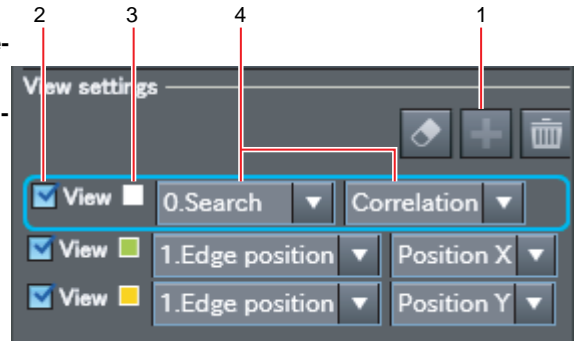 2 3 4 1
View settings
View 0.Search Correlation
View 1.Edge position Position X
View 1.Edge position Position Y